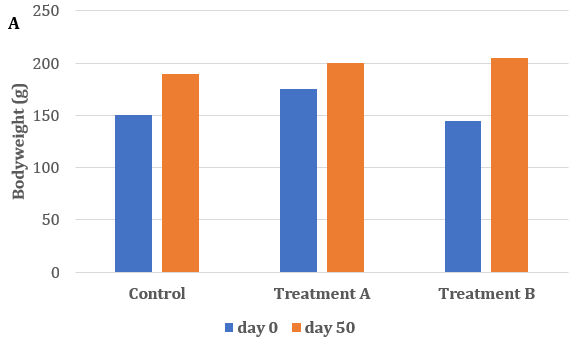 A
Bodyweight (g)
250
200
150
100
50
0
Control Treatment A Treatment B
day 0 day 50